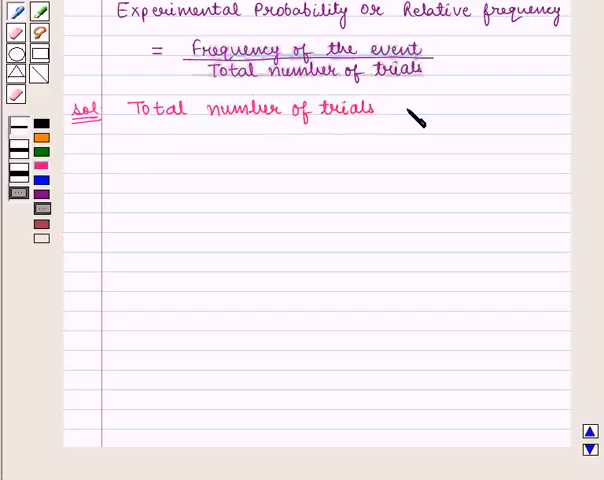 Experimental Probability or Relative frequency
= Frequency of the event
Total number of trials
Sol Total number of trials